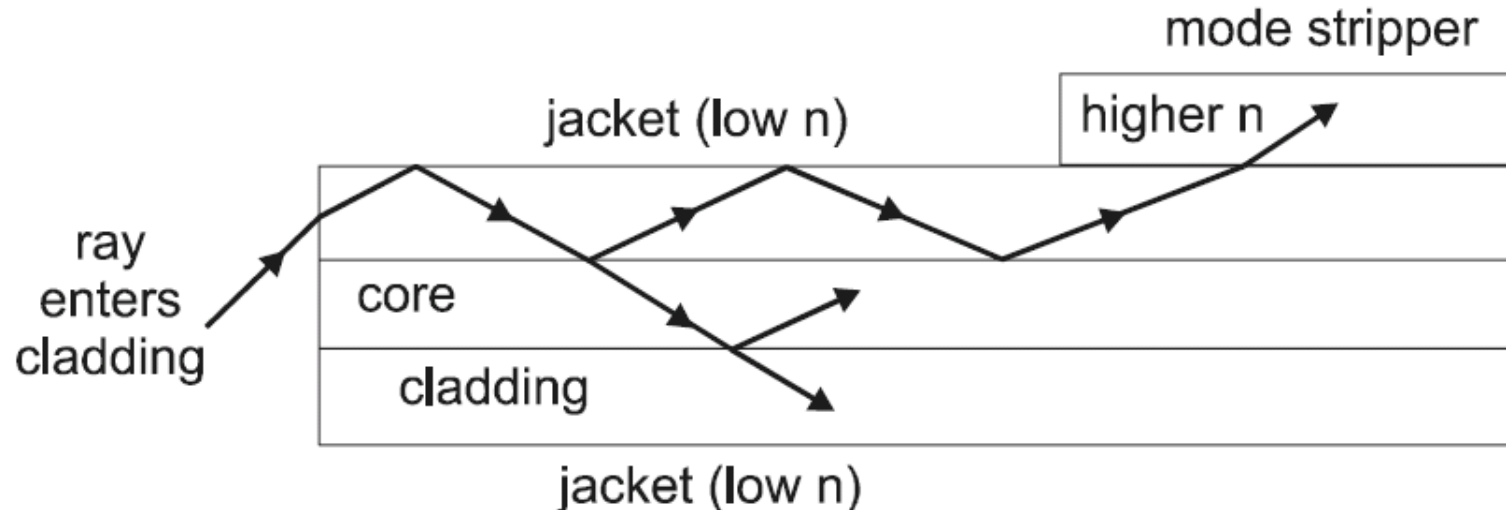 mode stripper
jacket (low n)
higher n
ray
enters
cladding
core
cladding
jacket (low n)